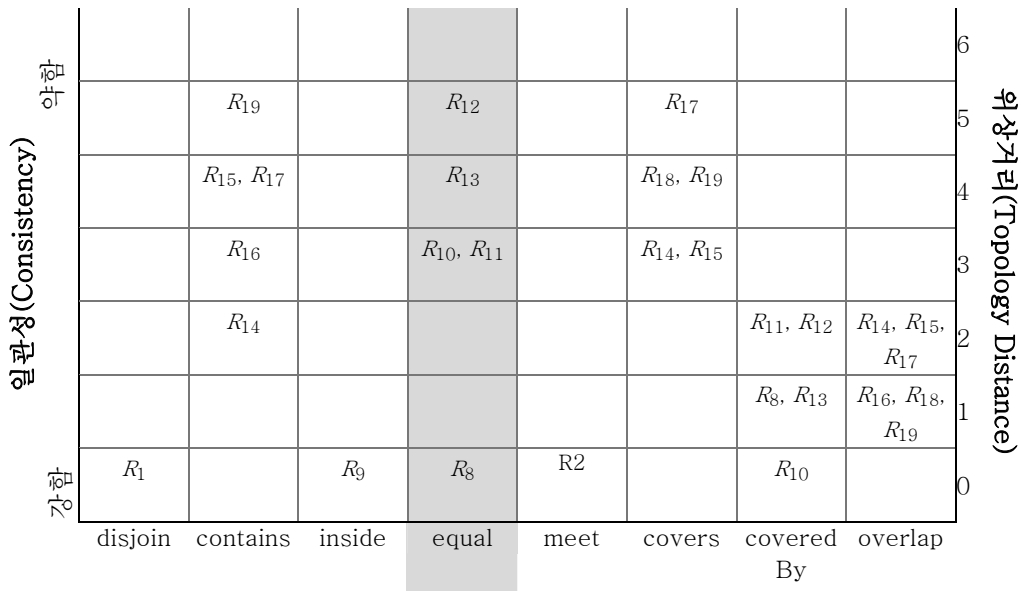 6
약함
R19 R12 R17
5
R15, R17 R13 R18, R19
4
R16 R10, R11 R14, R15
3
R14 R11, R12 R14, R15,
R17
2
R8, R13 R16, R18,
R19
1
강함
R1 R9 R8 R2 R10
0
disjoin contains inside equal meet covers covered overlap
By
일관성(Consistency)
위상거리(Topology Distance)